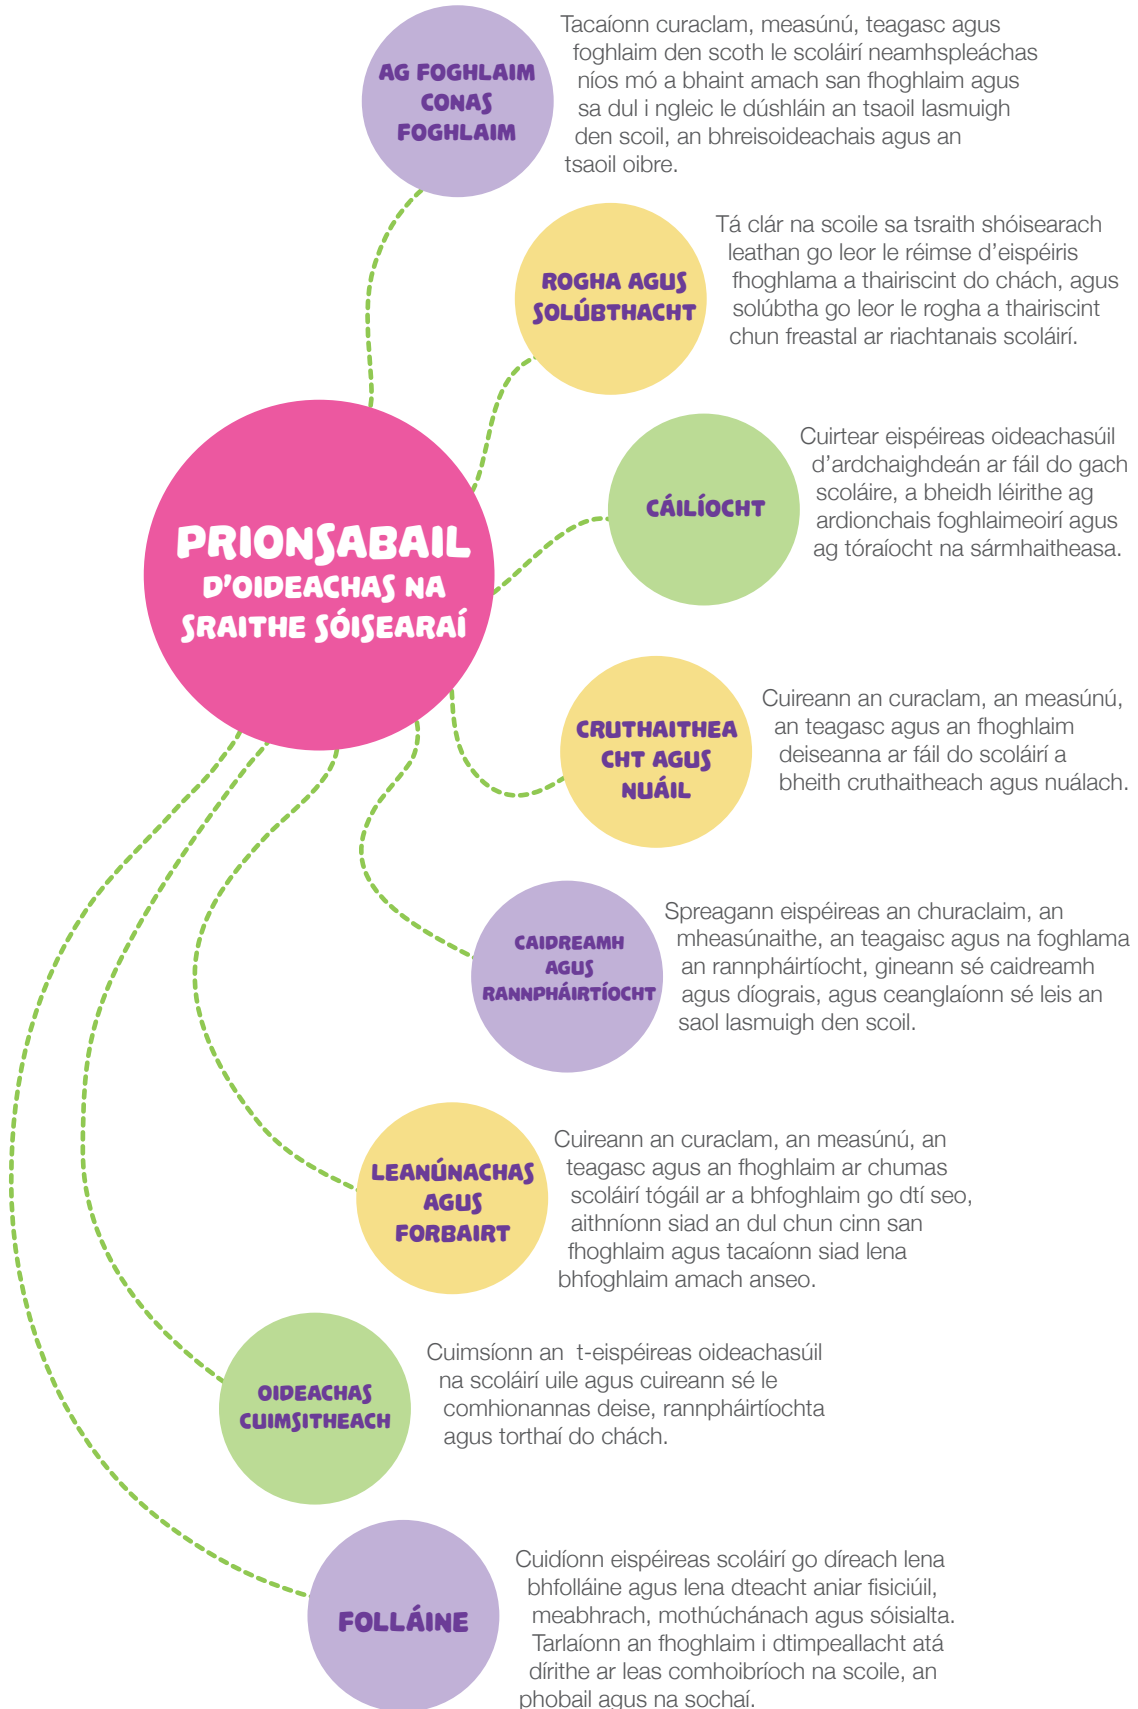 AG FOGHLAIM
CONAS
FOGHLAIM
Tacaíonn curaclam, measúnú, teagasc agus
foghlaim den scoth le scoláirí neamhspleáchas
níos mó a bhaint amach san fhoghlaim agus
sa dul i ngleic le dúshláin an tsaoil lasmuigh
den scoil, an bhreisoideachais agus an
tsaoil oibre.
ROGHA AGUS
SOLÚBTHACHT
Tá clár na scoile sa tsraith shóisearach
leathan go leor le réimse d'eispéiris
fhoghlama a thairiscint do chách, agus
solúbtha go leor le rogha a thairiscint
chun freastal ar riachtanais scoláirí.
CÁILÍOCHT
Cuirtear eispéireas oideachasúil
d'ardchaighdeán ar fáil do gach
scoláire, a bheidh léirithe ag
ardionchais foghlaimeoirí agus
ag tóraíocht na sármhaitheasa.
PRIONSABAIL
D'OIDEACHAS NA
SRAITHE SÓISEARAÍ
CRUTHAITHEA
CHT AGUS
NUÁIL
Cuireann an curaclam, an measúnú,
an teagasc agus an fhoghlaim
deiseanna ar fáil do scoláirí a
bheith cruthaitheach agus nuálach.
CAIDREAMH
AGUS
RANNPHÁIRTÍOCHT
Spreagann eispéireas an churaclaim, an
mheasúnaithe, an teagaisc agus na foghlama
an rannpháirtíocht, gineann sé caidreamh
agus díograis, agus ceanglaíonn sé leis an
saol lasmuigh den scoil.
LEANÚNACHAS
AGUS
FORBAIRT
Cuireann an curaclam, an measúnú, an
teagasc agus an fhoghlaim ar chumas
scoláirí tógáil ar a bhfoghlaim go dtí seo,
aithníonn siad an dul chun cinn san
fhoghlaim agus tacaíonn siad lena
bhfoghlaim amach anseo.
OIDEACHAS
CUIMSITHEACH
Cuimsíonn an  t-eispéireas oideachasúil
na scoláirí uile agus cuireann sé le
comhionannas deise, rannpháirtíochta
agus torthaí do chách.
FOLLÁINE
Cuidíonn eispéireas scoláirí go díreach lena
bhfolláine agus lena dteacht aniar fisiciúil,
meabhrach, mothúchánach agus sóisialta.
Tarlaíonn an fhoghlaim i dtimpeallacht atá
dírithe ar leas comhoibríoch na scoile, an
phobail agus na sochaí.